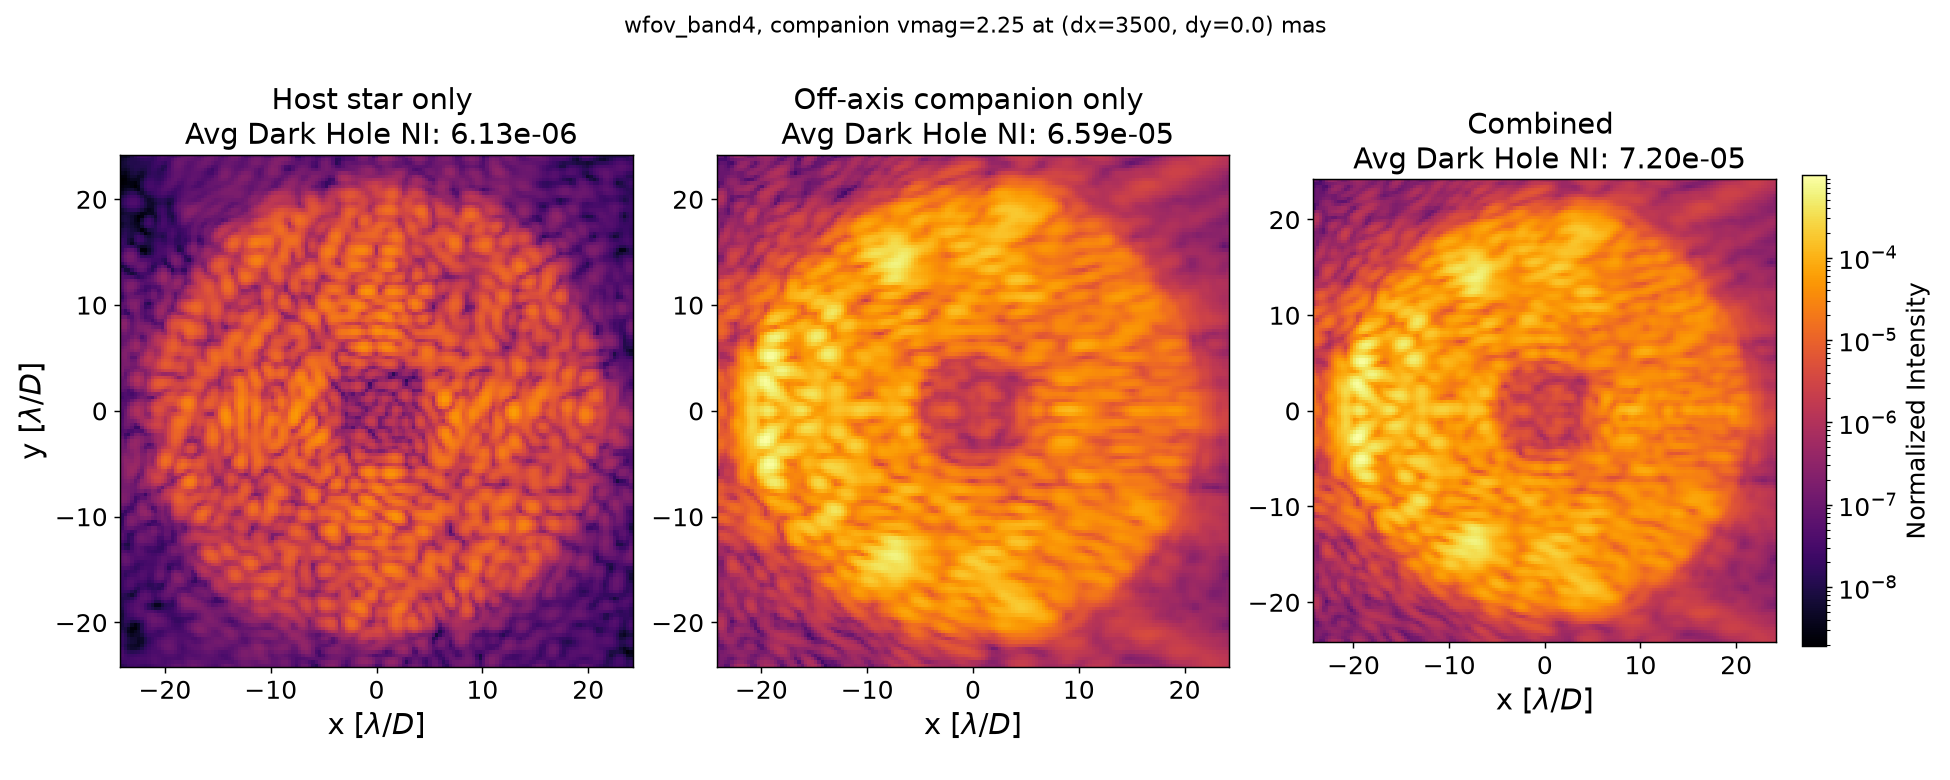 wfov_band4, companion vmag=2.25 at (dx=3500, dy=0.0) mas
Host star only
Avg Dark Hole NI: 6.13e-06
20
10
0
−10
−20
y [λ/D]
−20 −10 0 10 20
x [λ/D]
Off-axis companion only
Avg Dark Hole NI: 6.59e-05
20
10
0
−10
−20
−20 −10 0 10 20
x [λ/D]
Combined
Avg Dark Hole NI: 7.20e-05
20
10
0
−10
−20
−20 −10 0 10 20
x [λ/D]
10⁻⁴
10⁻⁵
10⁻⁶
10⁻⁷
10⁻⁸
Normalized Intensity